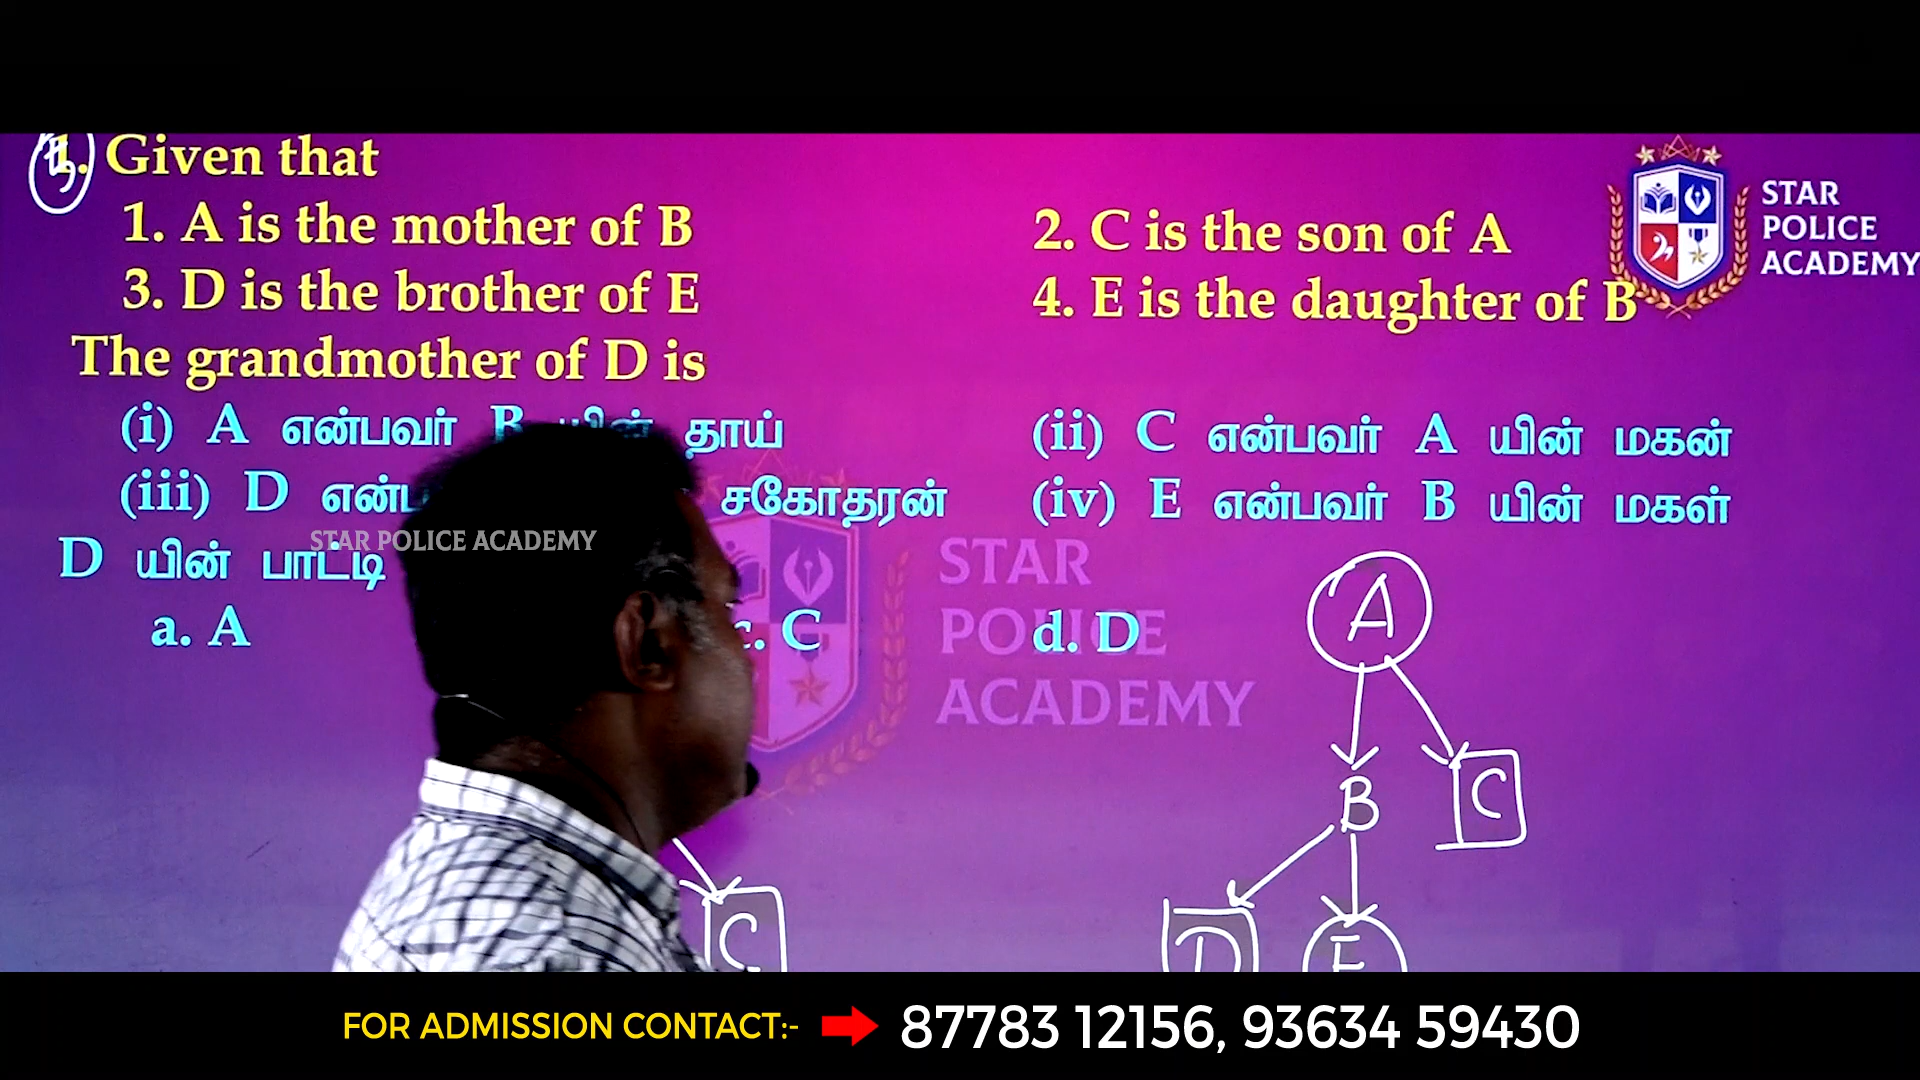 1. Given that
1. A is the mother of B
2. C is the son of A
3. D is the brother of E
4. E is the daughter of B
The grandmother of D is
(i) A என்பவர் B யின் தாய்
(ii) C என்பவர் A யின் மகன்
(iii) D சகோதரன்
(iv) E என்பவர் B யின் மகள்
D யின் பாட்டி
a. A c. C d. D
STAR
POLICE
ACADEMY
STAR POLICE ACADEMY
STAR
POLICE
ACADEMY
A
B C
D E
C
FOR ADMISSION CONTACT:- 87783 12156, 93634 59430